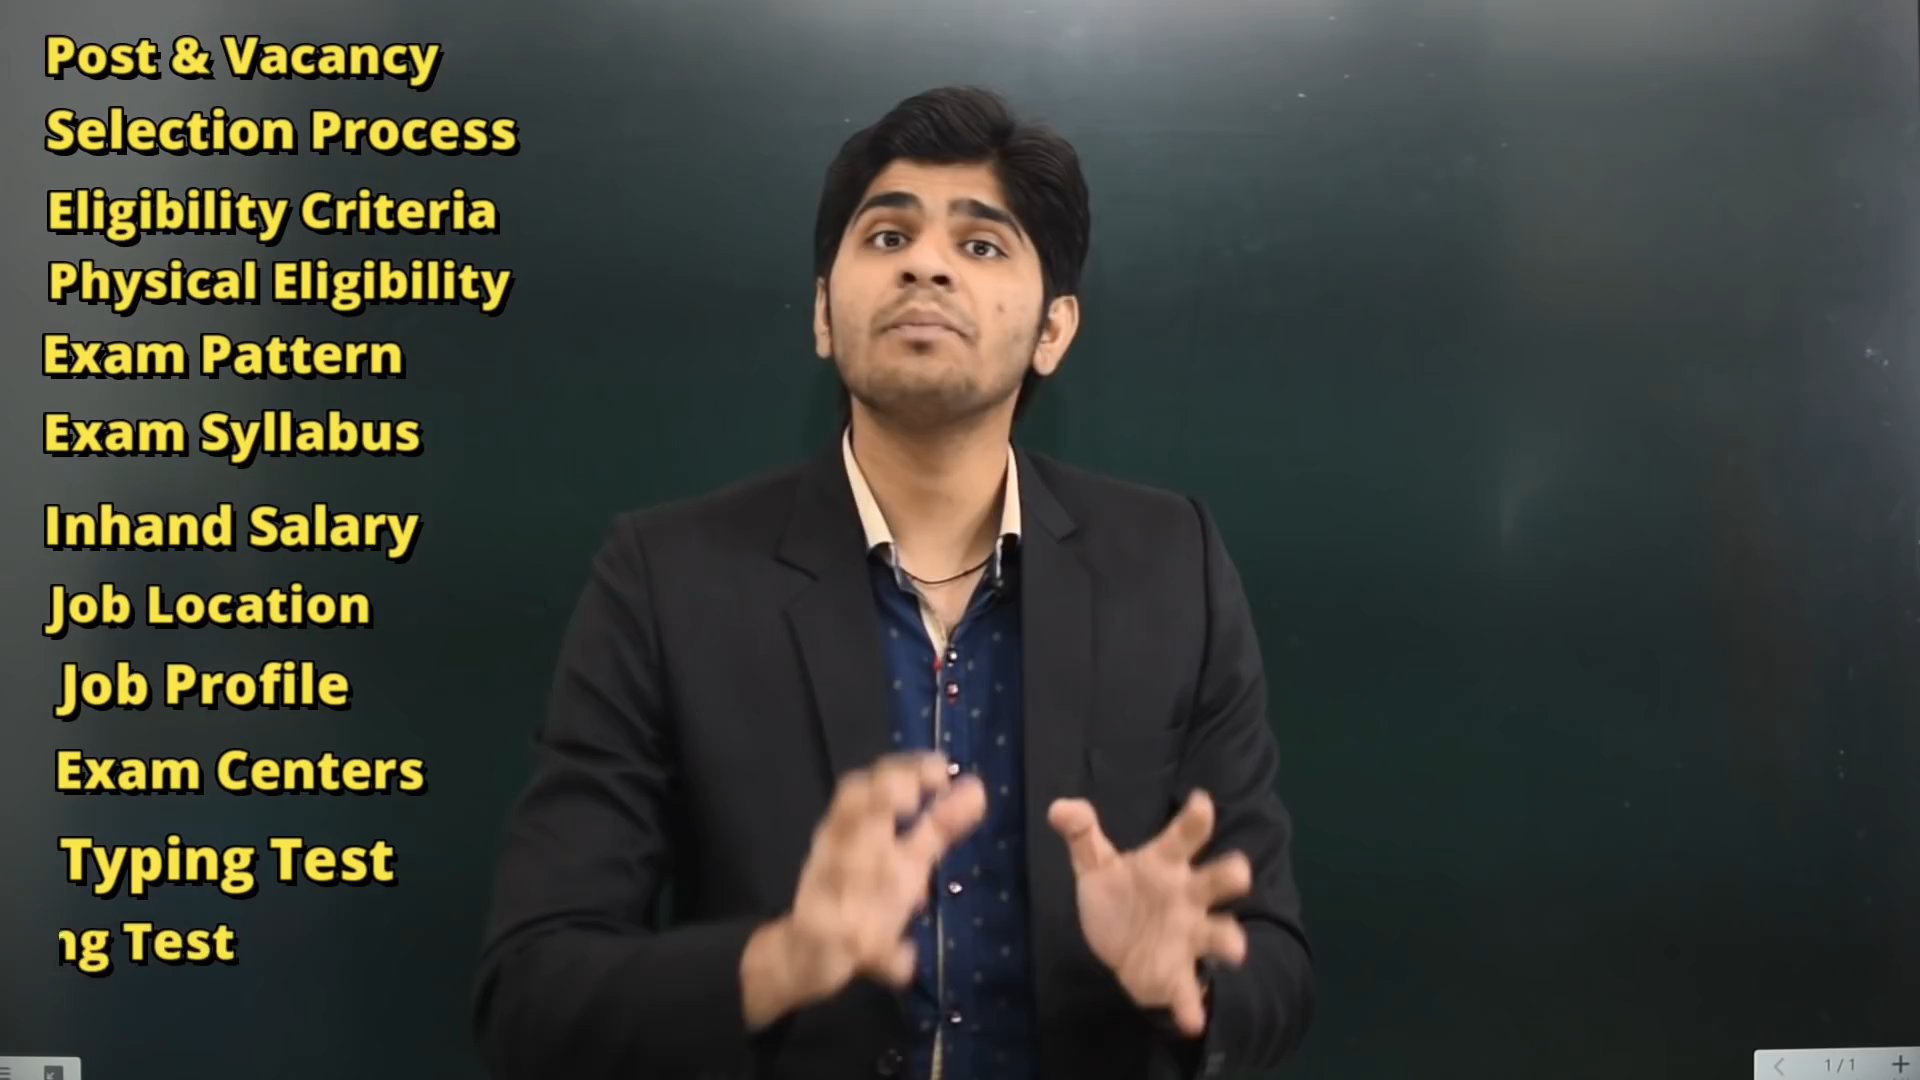 Post & Vacancy
Selection Process
Eligibility Criteria
Physical Eligibility
Exam Pattern
Exam Syllabus
Inhand Salary
Job Location
Job Profile
Exam Centers
Typing Test
ng Test
1/1